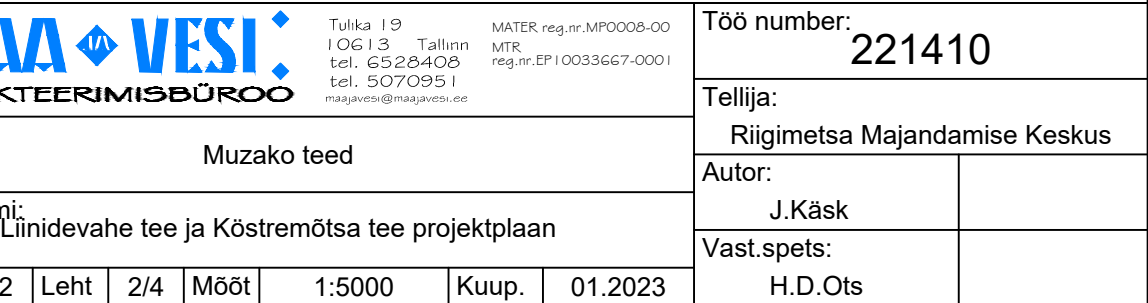 AA VESI
KTEERIMISBÜROO
Tulika 19
10613 Tallinn
tel. 6528408
tel. 5070951
maajavesi@maajavesi.ee
MATER reg.nr.MP0008-00
MTR
reg.nr.EP10033667-0001
Töö number:
221410
Tellija:
Riigimetsa Majandamise Keskus
Muzako teed
Autor:
J.Käsk
mi:
Liinidevahe tee ja Köstremõtsa tee projektplaan
Vast.spets:
H.D.Ots
2 Leht 2/4 Mõõt 1:5000 Kuup. 01.2023